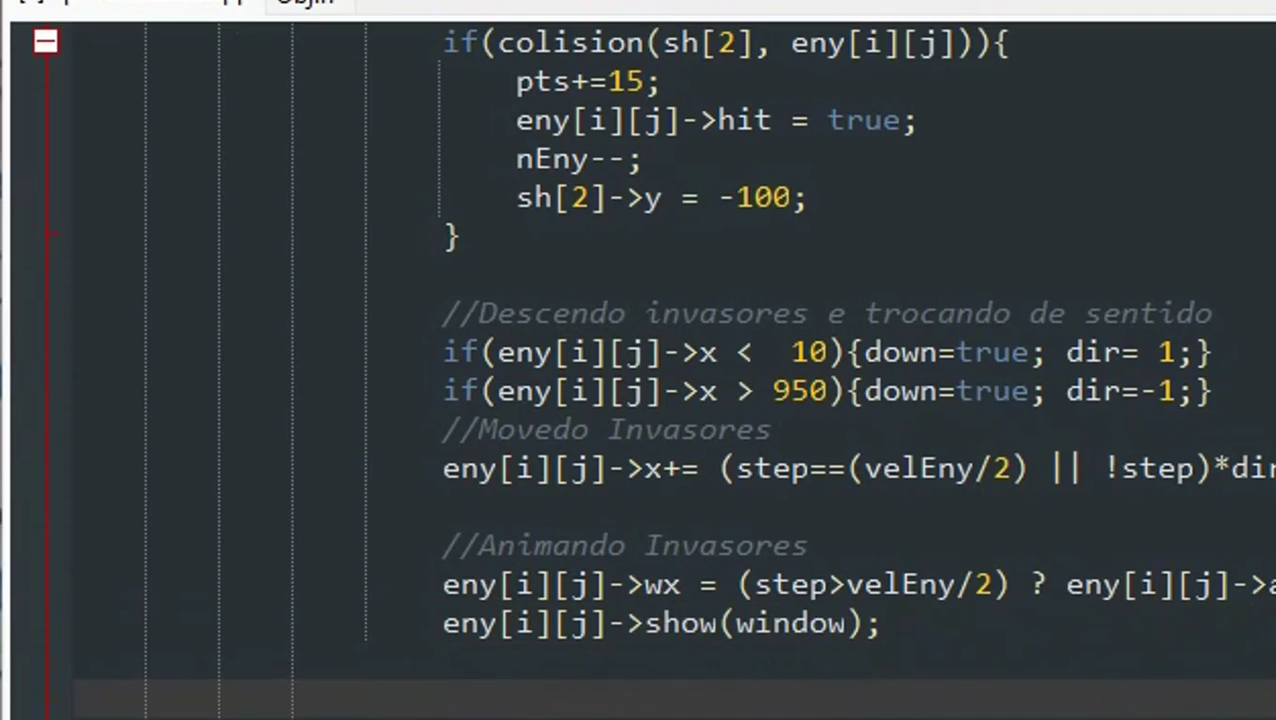 if(colision(sh[2], eny[i][j])){
pts+=15;
eny[i][j]->hit = true;
nEny--;
sh[2]->y = -100;
}
//Descendo invasores e trocando de sentido
if(eny[i][j]->x <  10){down=true; dir= 1;}
if(eny[i][j]->x > 950){down=true; dir=-1;}
//Movedo Invasores
eny[i][j]->x+= (step==(velEny/2) || !step)*dir
//Animando Invasores
eny[i][j]->wx = (step>velEny/2) ? eny[i][j]->a
eny[i][j]->show(window);